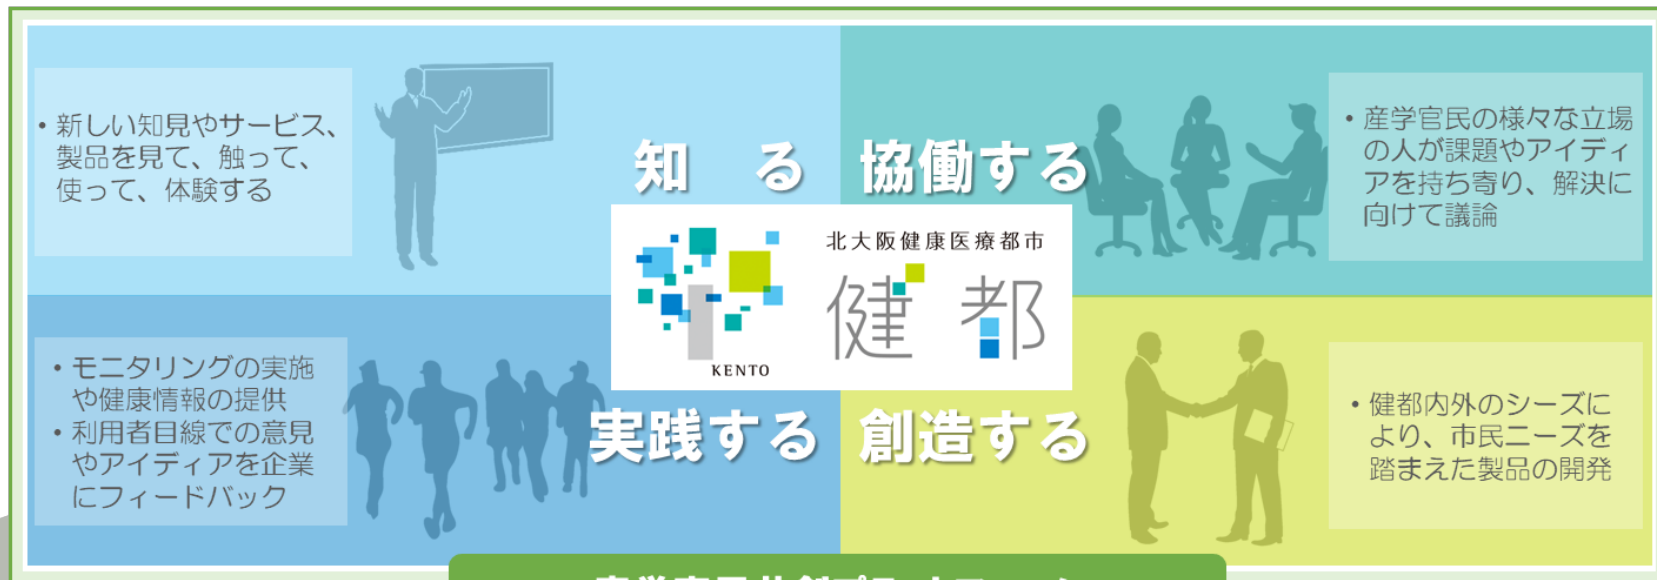 ・新しい知見やサービス、
製品を見て、触って、
使って、体験する
知る
協働する
・産学官民の様々な立場
の人が課題やアイディ
アを持ち寄り、解決に
向けて議論
北大阪健康医療都市
健都
KENTO
・モニタリングの実施
や健康情報の提供
・利用者目線での意見
やアイディアを企業
にフィードバック
実践する
創造する
・健都内外のシーズに
より、市民ニーズを
踏まえた製品の開発